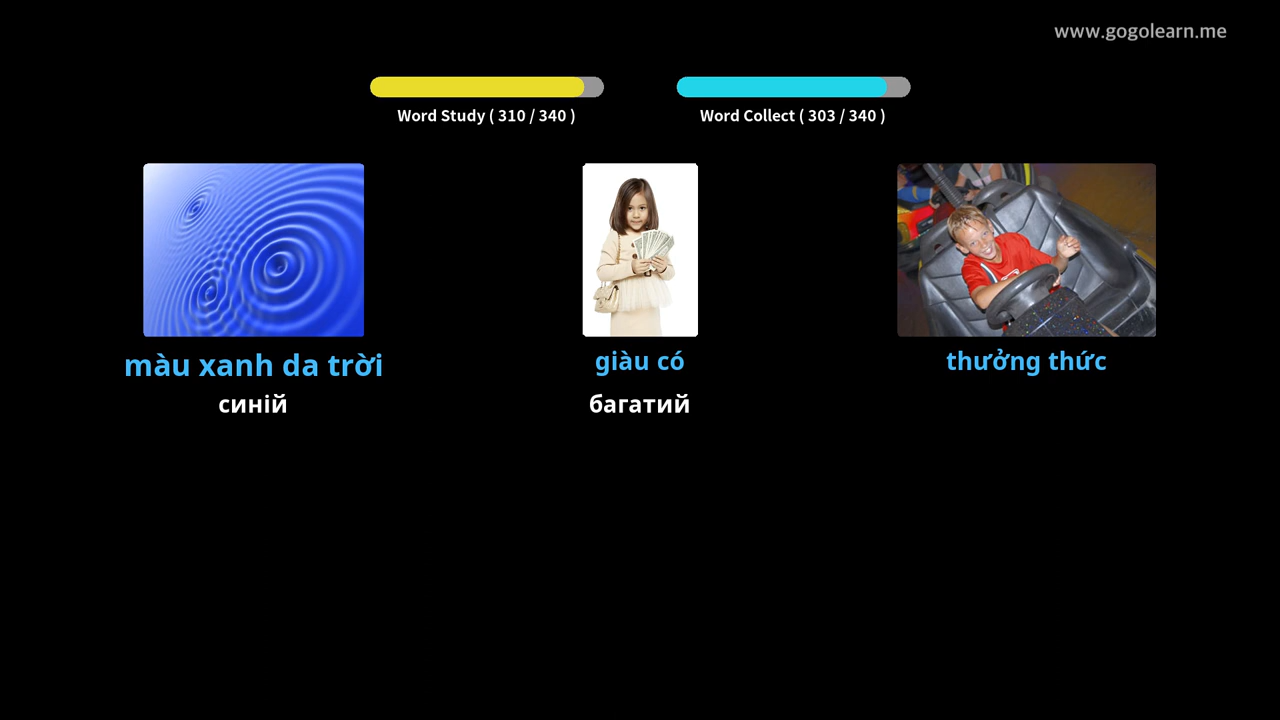 www.gogolearn.me
Word Study ( 310 / 340 )
Word Collect ( 303 / 340 )
màu xanh da trời
синій
giàu có
багатий
thưởng thức